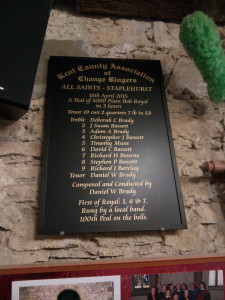 Kent County Association
of
Change Ringers
ALL SAINTS - STAPLEHURST
18th April 2015
A Peal of 5000 Plain Bob Royal
in 3 hours
Tenor 19 cwt 2 quarters 7 lb in Eb
Treble Deborah C Brady
2 J Susan Bassett
3 Adam A Brady
4 Christopher J Bassett
5 Timothy Mune
6 David C Bassett
7 Richard H Bourne
8 Stephen P Bassett
9 Richard J Barclay
Tenor Daniel W Brady
Composed and Conducted by
Daniel W Brady
First of Royal: 1, 6 & 7.
Rung by a local band.
100th Peal on the bells.